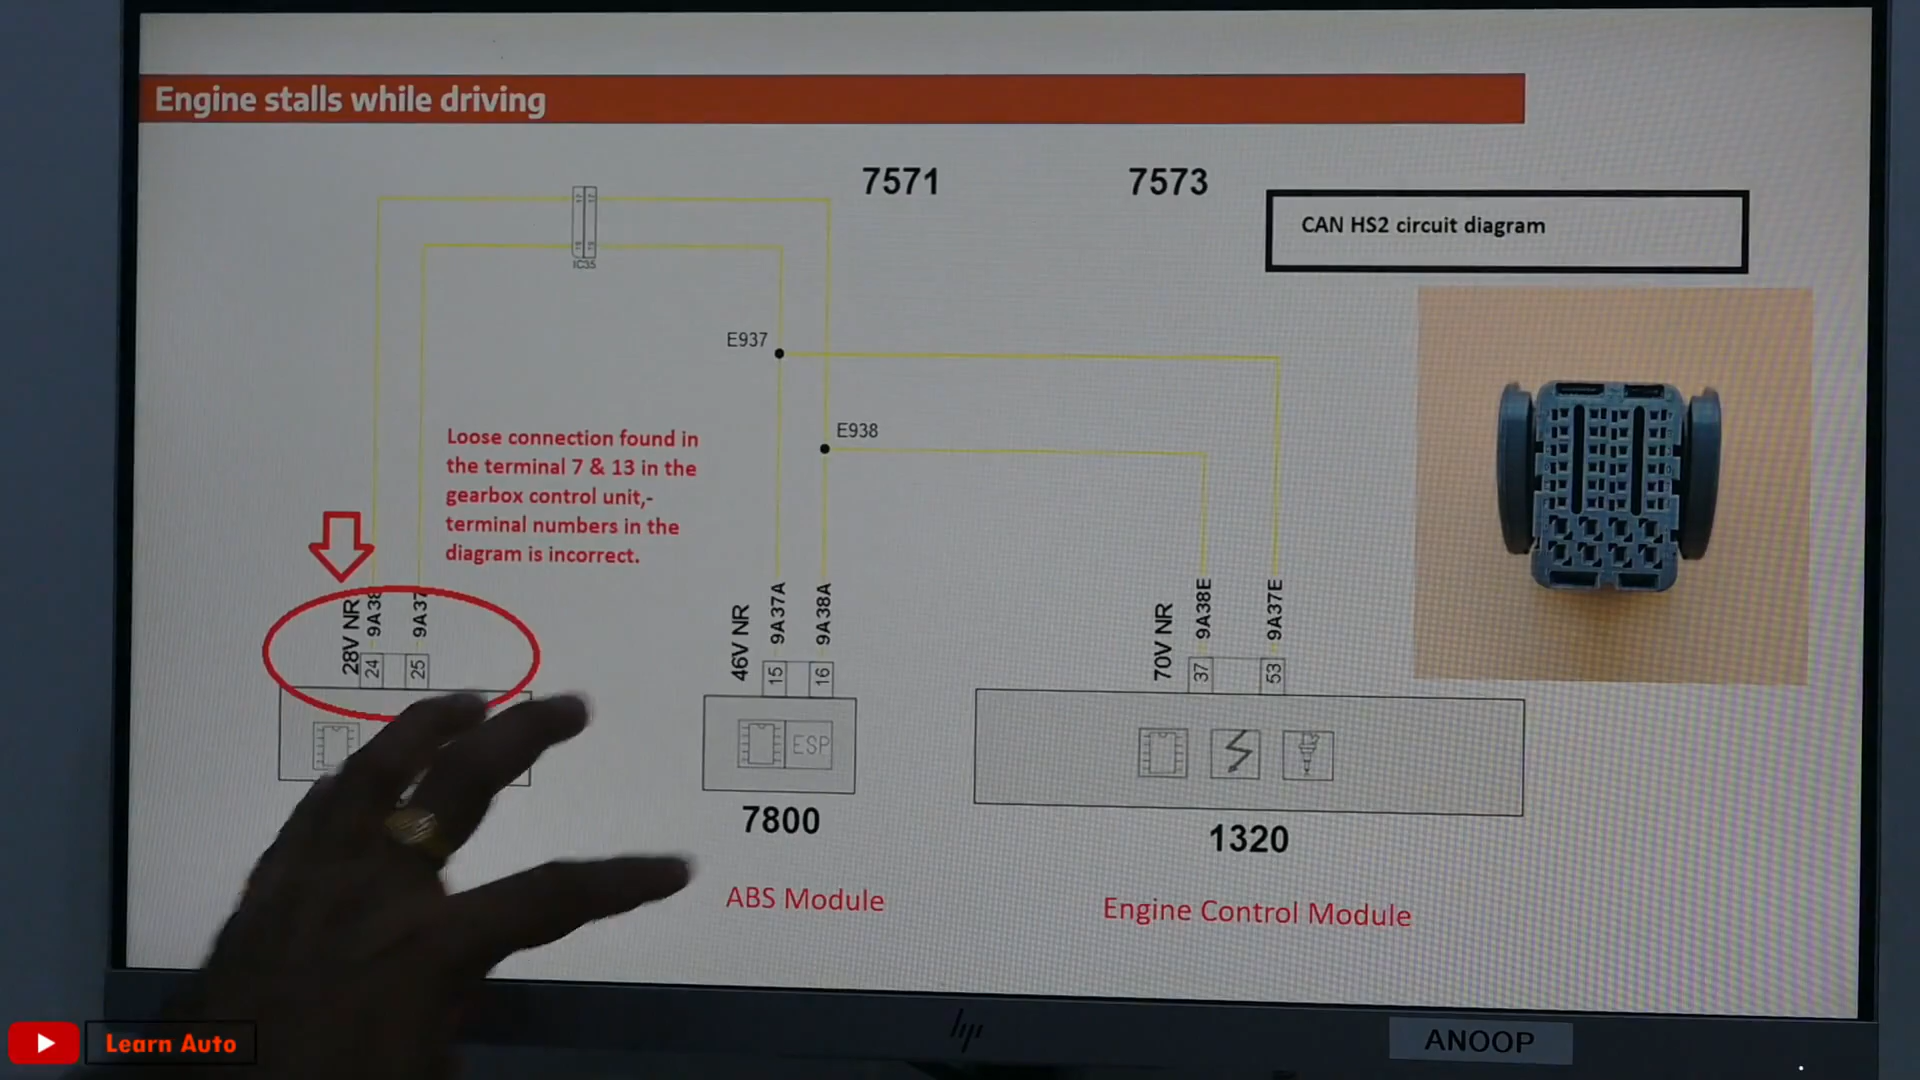 Engine stalls while driving
7571
7573
CAN HS2 circuit diagram
IC35
E937
E938
Loose connection found in
the terminal 7 & 13 in the
gearbox control unit,-
terminal numbers in the
diagram is incorrect.
28V NR
9A38
9A37
24
25
46V NR
9A37A
9A38A
15
16
70V NR
9A38E
9A37E
37
53
ESP
7800
1320
ABS Module
Engine Control Module
hp
Learn Auto
ANOOP